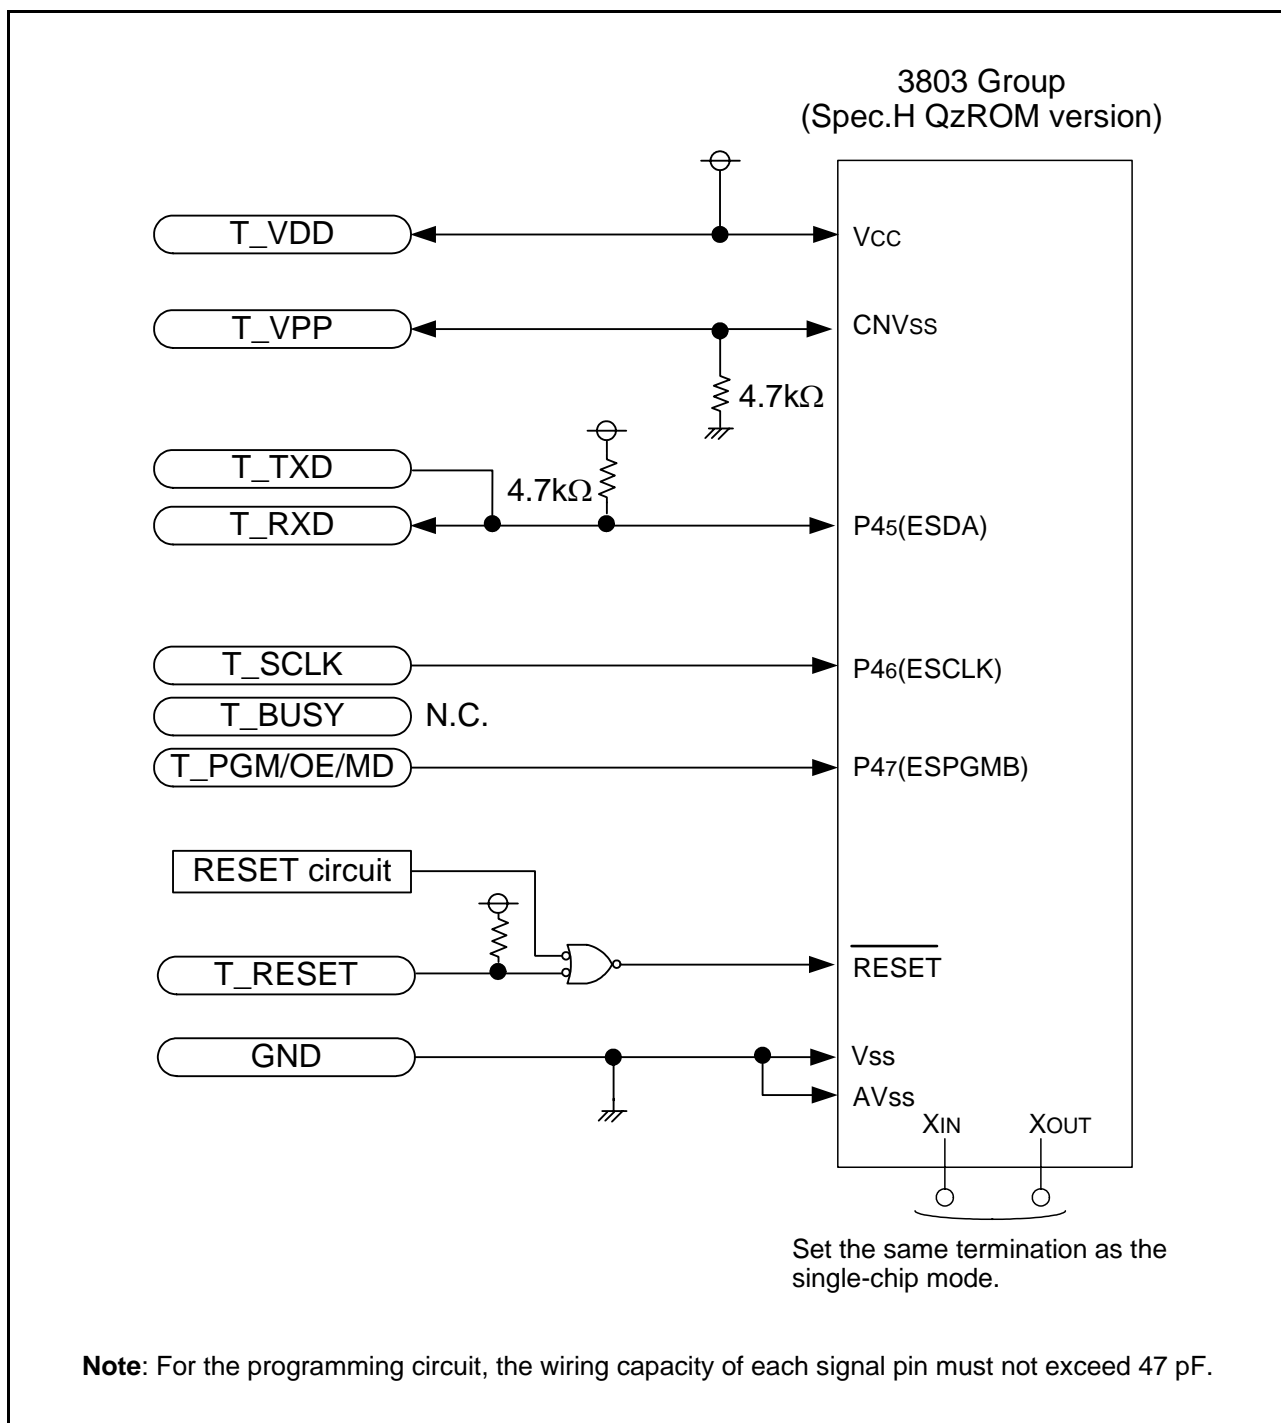 3803 Group
(Spec.H QzROM version)
T_VDD
VCC
T_VPP
CNVSS
4.7kΩ
T_TXD
4.7kΩ
T_RXD
P45(ESDA)
T_SCLK
P46(ESCLK)
T_BUSY N.C.
T_PGM/OE/MD
P47(ESPGMB)
RESET circuit
T_RESET
RESET
GND
Vss
AVss
XIN XOUT
Set the same termination as the
single-chip mode.
Note: For the programming circuit, the wiring capacity of each signal pin must not exceed 47 pF.